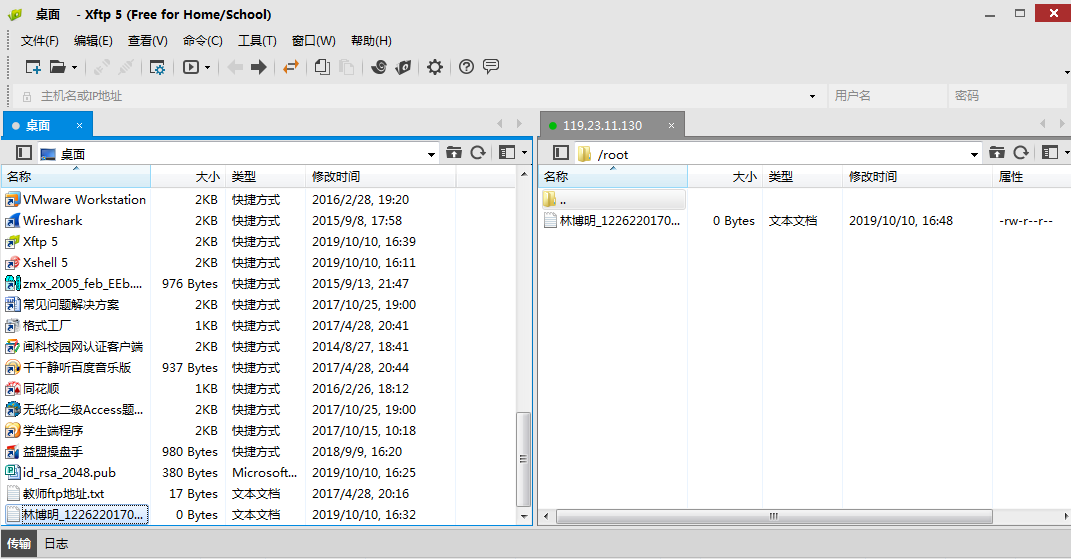 桌面 - Xftp 5 (Free for Home/School)
文件(F) 编辑(E) 查看(V) 命令(C) 工具(T) 窗口(W) 帮助(H)
主机名或IP地址 用户名 密码
桌面 × 119.23.11.130 ×
桌面 /root
名称 大小 类型 修改时间 名称 大小 类型 修改时间 属性
VMware Workstation 2KB 快捷方式 2016/2/28, 19:20 ..
Wireshark 2KB 快捷方式 2015/9/8, 17:58 林博明_1226220170... 0 Bytes 文本文档 2019/10/10, 16:48 -rw-r--r--
Xftp 5 2KB 快捷方式 2019/10/10, 16:39
Xshell 5 2KB 快捷方式 2019/10/10, 16:11
zmx_2005_feb_EEb.... 976 Bytes 快捷方式 2015/9/13, 21:47
常见问题解决方案 2KB 快捷方式 2017/10/25, 19:00
格式工厂 1KB 快捷方式 2017/4/28, 20:41
闽科校园网认证客户端 2KB 快捷方式 2014/8/27, 18:41
千千静听百度音乐版 937 Bytes 快捷方式 2017/4/28, 20:44
同花顺 1KB 快捷方式 2016/2/26, 18:12
无纸化二级Access题... 2KB 快捷方式 2017/10/25, 19:00
学生端程序 2KB 快捷方式 2017/10/15, 10:18
益盟操盘手 980 Bytes 快捷方式 2018/9/9, 16:20
id_rsa_2048.pub 380 Bytes Microsoft... 2019/10/10, 16:25
教师ftp地址.txt 17 Bytes 文本文档 2017/4/28, 20:16
林博明_1226220170... 0 Bytes 文本文档 2019/10/10, 16:32
传输 日志